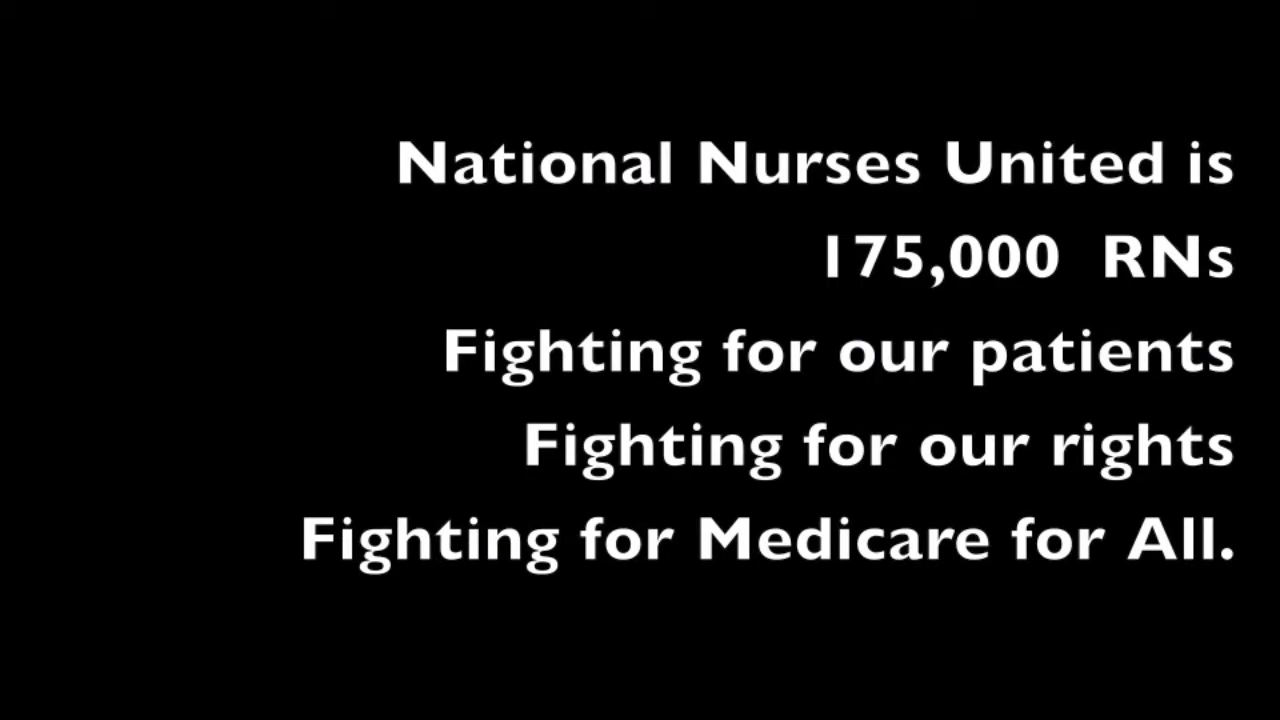 National Nurses United is
175,000  RNs
Fighting for our patients
Fighting for our rights
Fighting for Medicare for All.